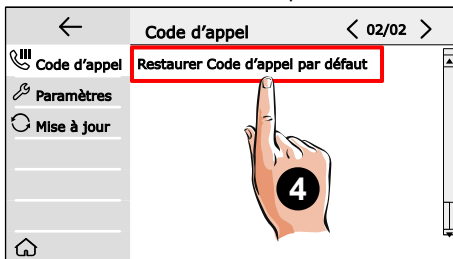 Code d'appel
02/02
Code d'appel
Restaurer Code d'appel par défaut
Paramètres
Mise à jour
4